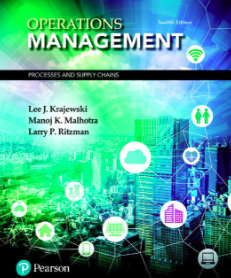 OPERATIONS
Twelfth Edition
MANAGEMENT
PROCESSES AND SUPPLY CHAINS
Lee J. Krajewski
Manoj K. Malhotra
Larry P. Ritzman
P Pearson